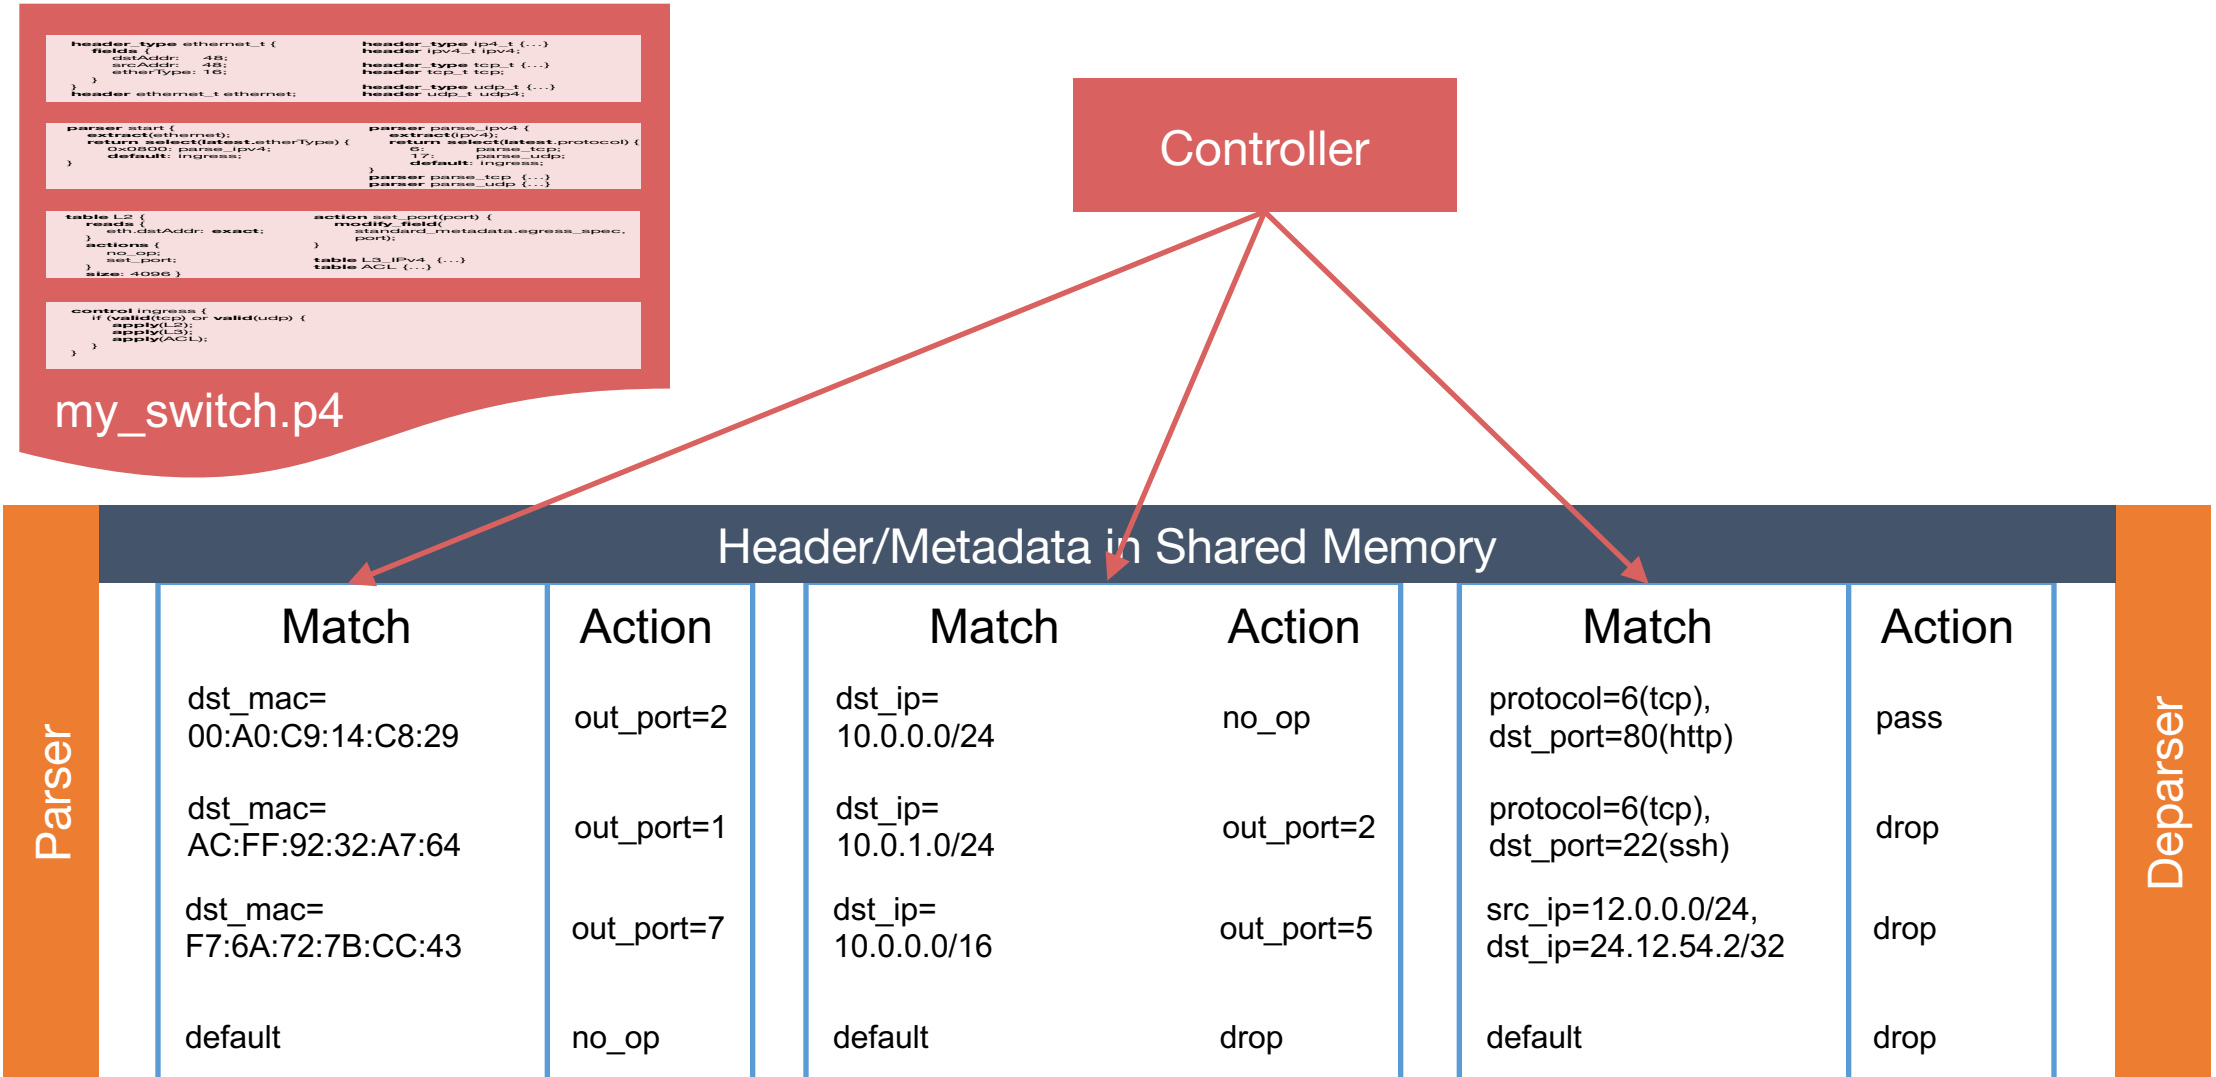 header_type ethernet_t {
fields {
dstAddr: 48;
srcAddr: 48;
etherType: 16;
}
}
header ethernet_t ethernet;
header_type ip4_t {...}
header ipv4_t ipv4;
header_type tcp_t {...}
header tcp_t tcp;
header_type udp_t {...}
header udp_t udp4;
parser start {
extract(ethernet);
return select(latest.etherType) {
0x0800: parse_ipv4;
default: ingress;
}
parser parse_ipv4 {
extract(ipv4);
return select(latest.protocol) {
6: parse_tcp;
17: parse_udp;
default: ingress;
}
parser parse_tcp {...}
parser parse_udp {...}
table L2 {
reads {
eth.dstAddr: exact;
}
actions {
no_op;
set_port;
}
size: 4096 }
action set_port(port) {
modify_field(
standard_metadata.egress_spec,
port);
}
table L3_IPv4 {...}
table ACL {...}
control ingress {
if (valid(tcp) or valid(udp) {
apply(L2);
apply(L3);
apply(ACL);
}
}
my_switch.p4
Controller
Header/Metadata in Shared Memory
Parser
Match Action
dst_mac=
00:A0:C9:14:C8:29
out_port=2
dst_mac=
AC:FF:92:32:A7:64
out_port=1
dst_mac=
F7:6A:72:7B:CC:43
out_port=7
default no_op
Match Action
dst_ip=
10.0.0.0/24
no_op
dst_ip=
10.0.1.0/24
out_port=2
dst_ip=
10.0.0.0/16
out_port=5
default drop
Match Action
protocol=6(tcp),
dst_port=80(http)
pass
protocol=6(tcp),
dst_port=22(ssh)
drop
src_ip=12.0.0.0/24,
dst_ip=24.12.54.2/32
drop
default drop
Deparser